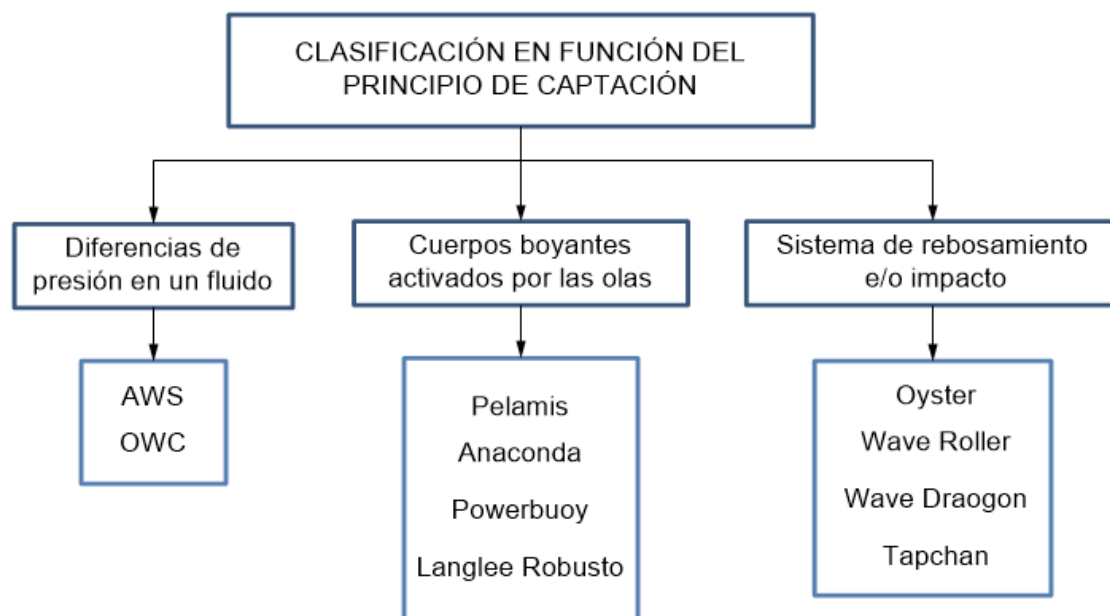 CLASIFICACIÓN EN FUNCIÓN DEL
PRINCIPIO DE CAPTACIÓN
Diferencias de
presión en un fluido
Cuerpos boyantes
activados por las olas
Sistema de rebosamiento
e/o impacto
AWS
OWC
Pelamis
Anaconda
Powerbuoy
Langlee Robusto
Oyster
Wave Roller
Wave Draogon
Tapchan